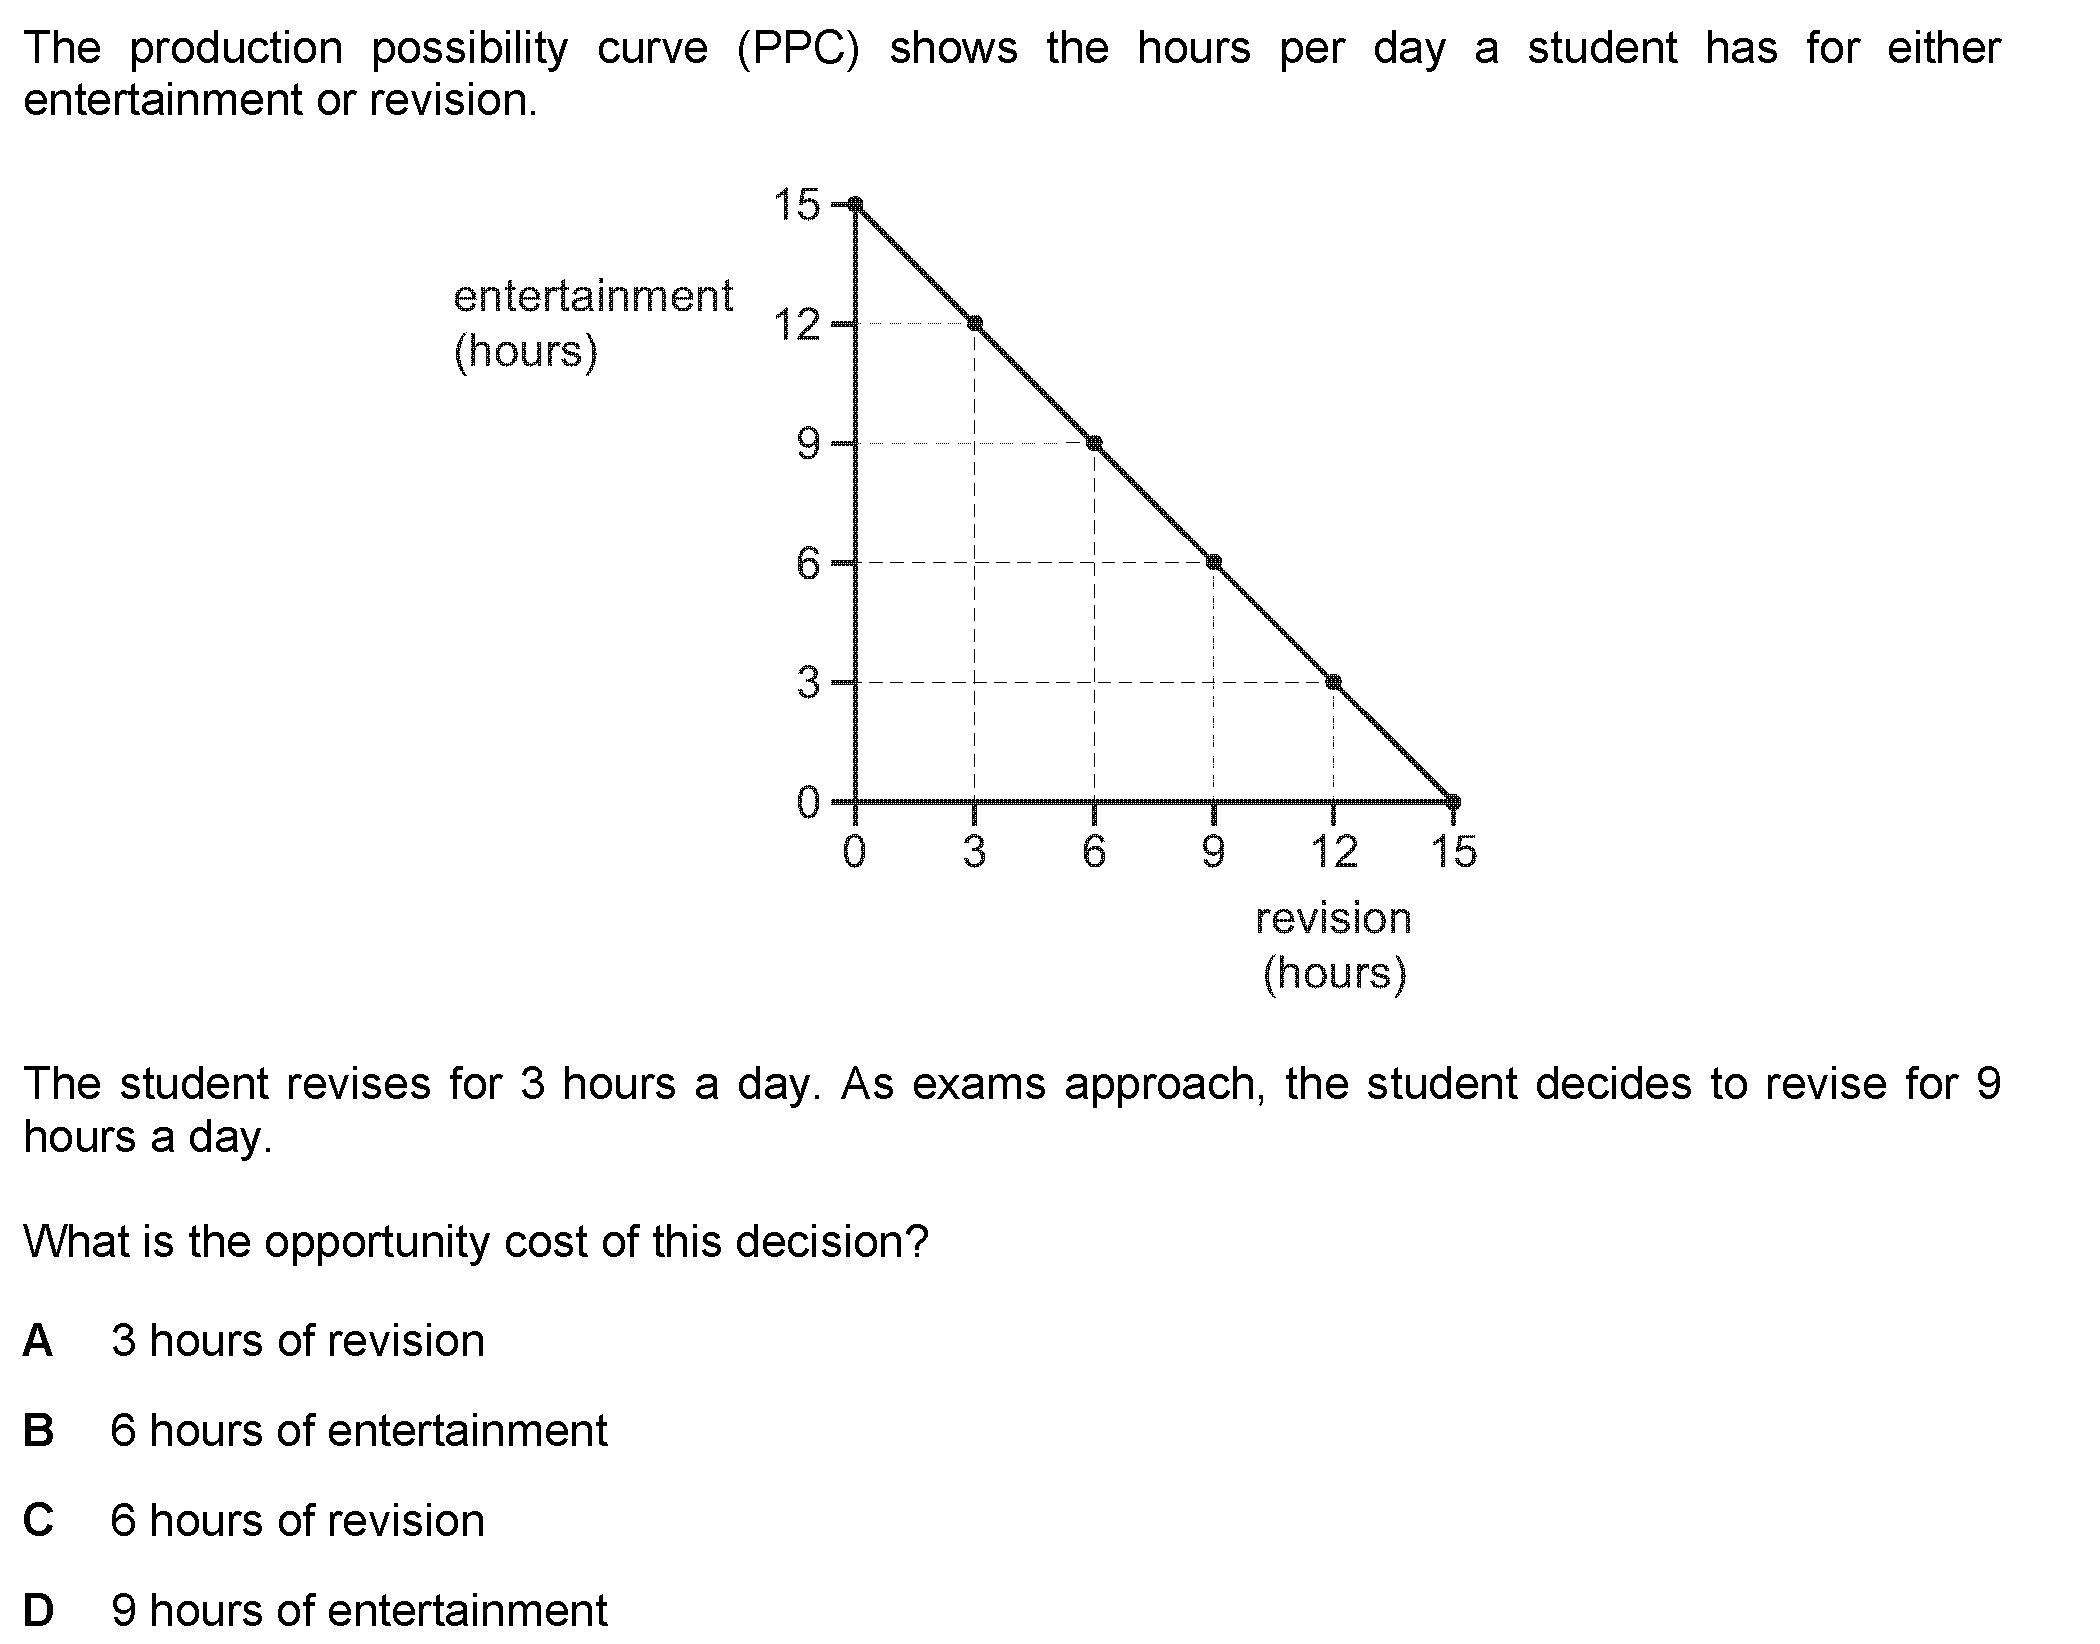 The production possibility curve (PPC) shows the hours per day a student has for either
entertainment or revision.
15
entertainment
(hours)
12
9
6
3
0
0 3 6 9 12 15
revision
(hours)
The student revises for 3 hours a day. As exams approach, the student decides to revise for 9
hours a day.
What is the opportunity cost of this decision?
A 3 hours of revision
B 6 hours of entertainment
C 6 hours of revision
D 9 hours of entertainment